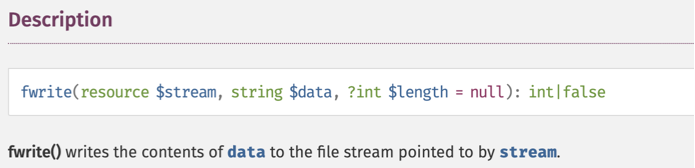 Description
fwrite(resource $stream, string $data, ?int $length = null): int|false
fwrite() writes the contents of data to the file stream pointed to by stream.